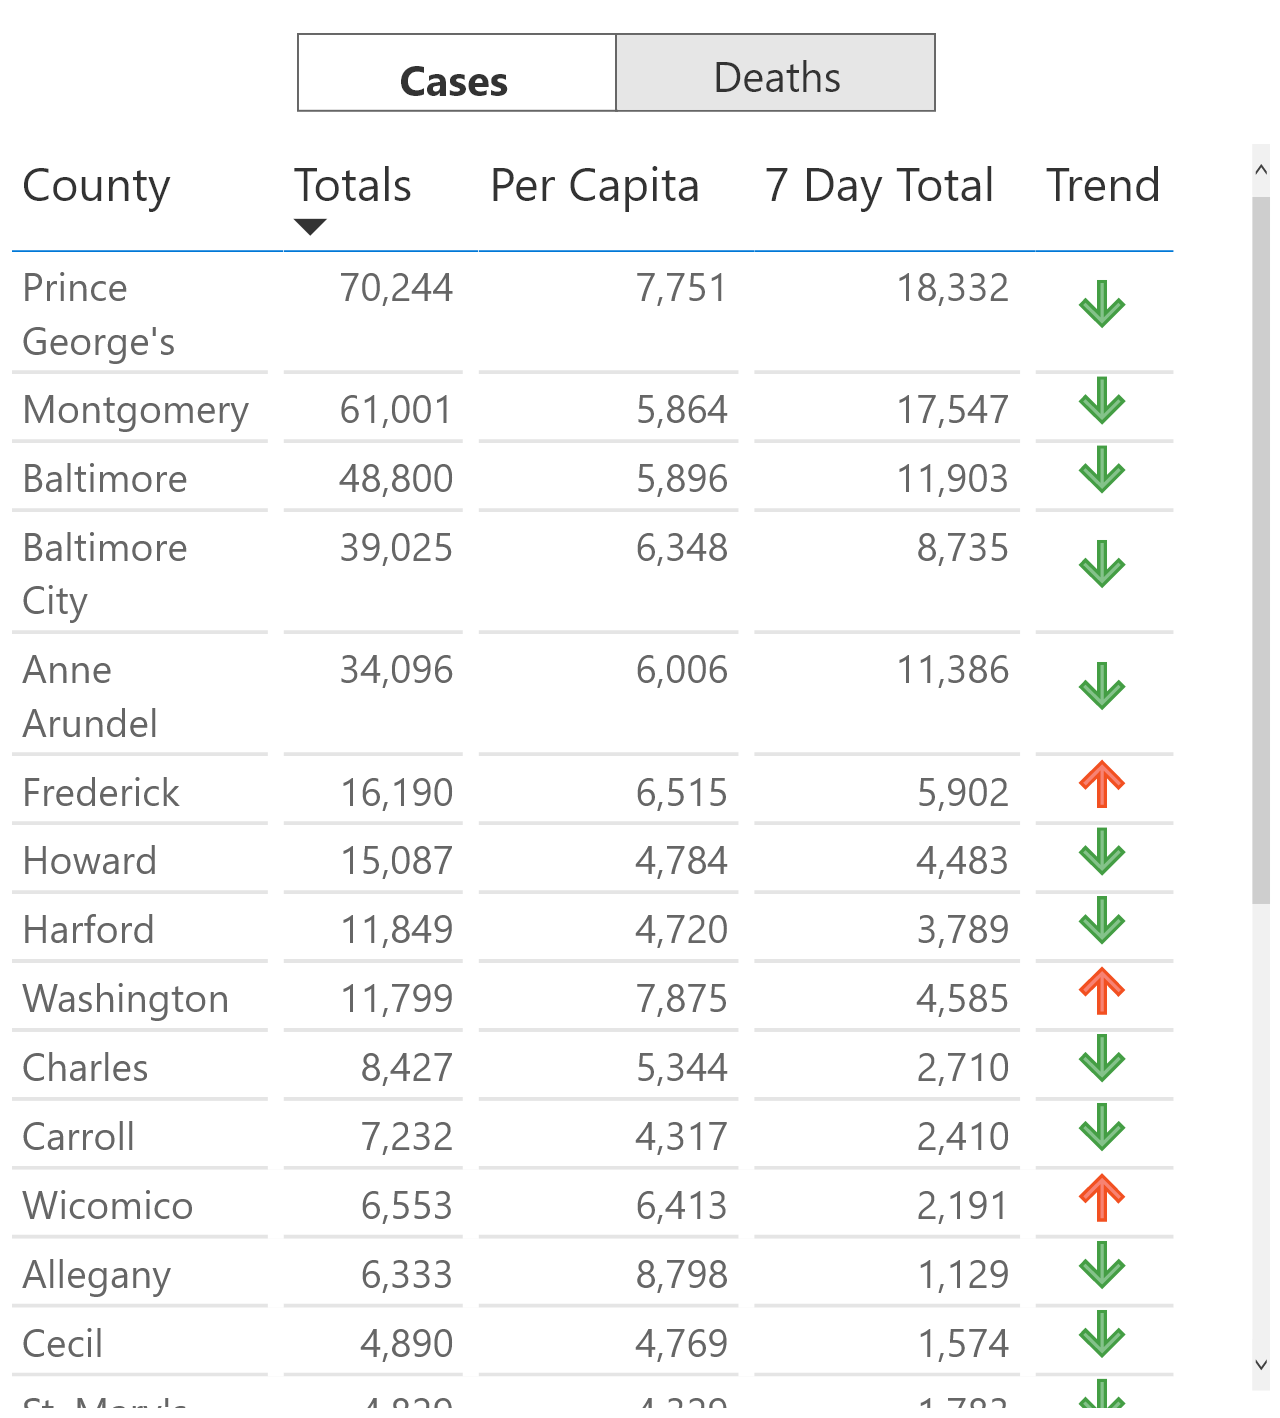 Cases Deaths
County Totals Per Capita 7 Day Total Trend
Prince 70,244 7,751 18,332
George's
Montgomery 61,001 5,864 17,547
Baltimore 48,800 5,896 11,903
Baltimore 39,025 6,348 8,735
City
Anne 34,096 6,006 11,386
Arundel
Frederick 16,190 6,515 5,902
Howard 15,087 4,784 4,483
Harford 11,849 4,720 3,789
Washington 11,799 7,875 4,585
Charles 8,427 5,344 2,710
Carroll 7,232 4,317 2,410
Wicomico 6,553 6,413 2,191
Allegany 6,333 8,798 1,129
Cecil 4,890 4,769 1,574
St. Mary's